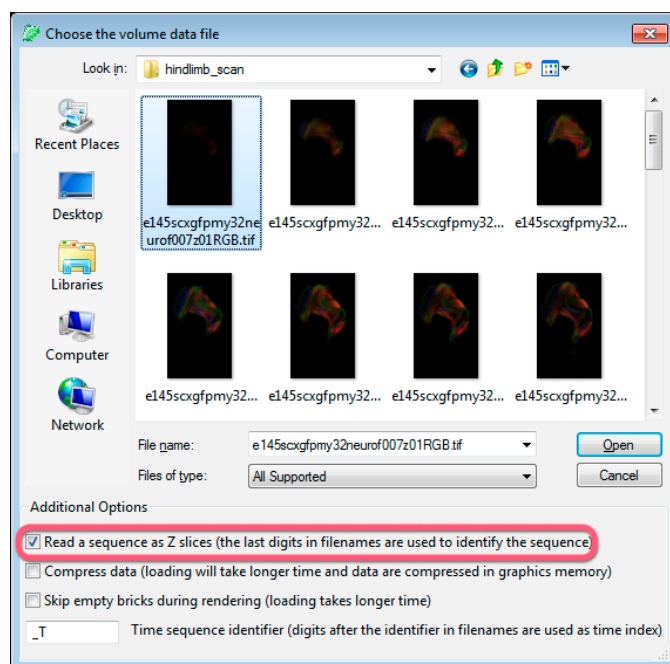 Choose the volume data file
Look in:
hindlimb_scan
Recent Places
Desktop
Libraries
Computer
Network
e145scxgfpmy32ne
urof007z01RGB.tif
e145scxgfpmy32...
e145scxgfpmy32...
e145scxgfpmy32...
e145scxgfpmy32...
e145scxgfpmy32...
e145scxgfpmy32...
e145scxgfpmy32...
File name:
e145scxgfpmy32neurof007z01RGB.tif
Open
Files of type:
All Supported
Cancel
Additional Options
Read a sequence as Z slices (the last digits in filenames are used to identify the sequence)
Compress data (loading will take longer time and data are compressed in graphics memory)
Skip empty bricks during rendering (loading takes longer time)
_T
Time sequence identifier (digits after the identifier in filenames are used as time index)